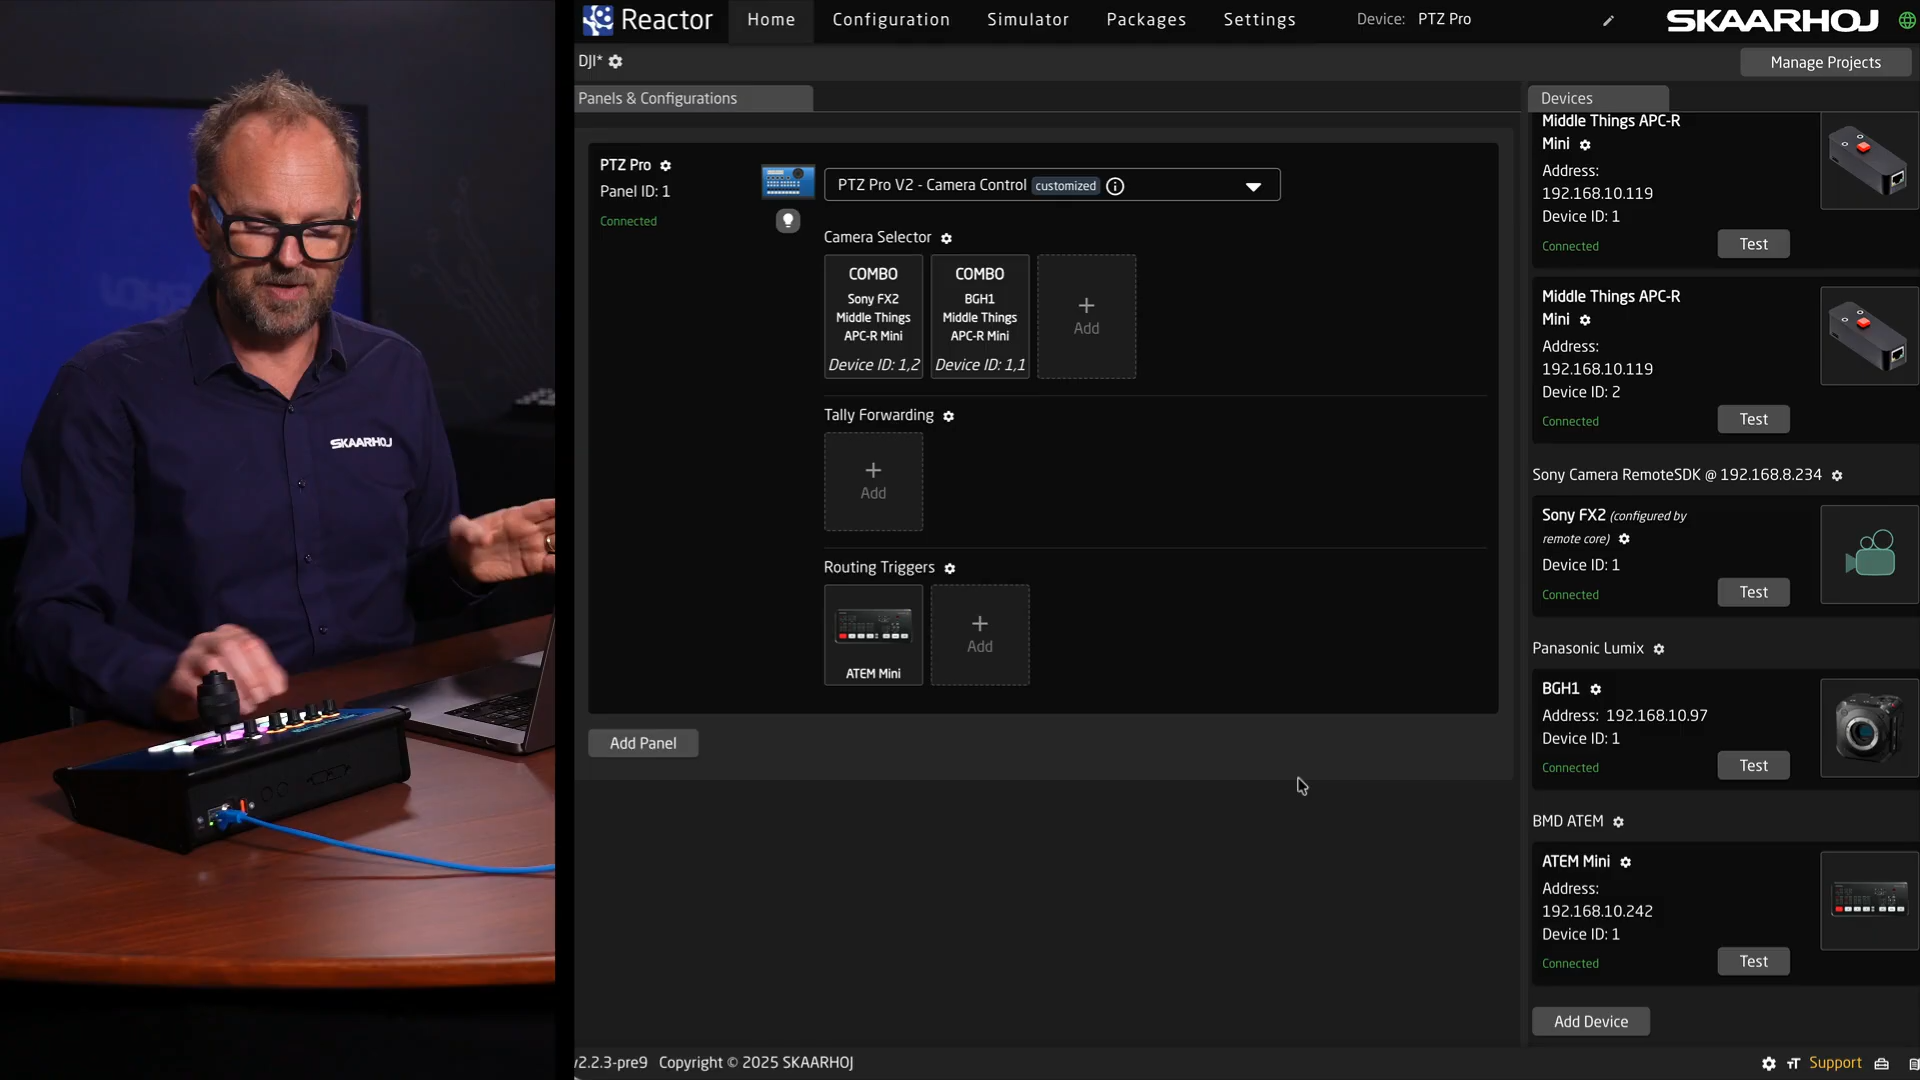 Reactor
Home
Configuration
Simulator
Packages
Settings
Device: PTZ Pro
SKAARHOJ
DJI*
Manage Projects
Panels & Configurations
Devices
PTZ Pro
Panel ID: 1
Connected
PTZ Pro V2 - Camera Control customized
Camera Selector
COMBO
Sony FX2
Middle Things
APC-R Mini
Device ID: 1,2
COMBO
BGH1
Middle Things
APC-R Mini
Device ID: 1,1
+
Add
Tally Forwarding
+
Add
Routing Triggers
ATEM Mini
+
Add
Add Panel
Middle Things APC-R
Mini
Address:
192.168.10.119
Device ID: 1
Connected
Test
Middle Things APC-R
Mini
Address:
192.168.10.119
Device ID: 2
Connected
Test
Sony Camera RemoteSDK @ 192.168.8.234
Sony FX2 (configured by
remote core)
Device ID: 1
Connected
Test
Panasonic Lumix
BGH1
Address: 192.168.10.97
Device ID: 1
Connected
Test
BMD ATEM
ATEM Mini
Address:
192.168.10.242
Device ID: 1
Connected
Test
Add Device
v2.2.3-pre9 Copyright © 2025 SKAARHOJ
Support
SKAARHOJ